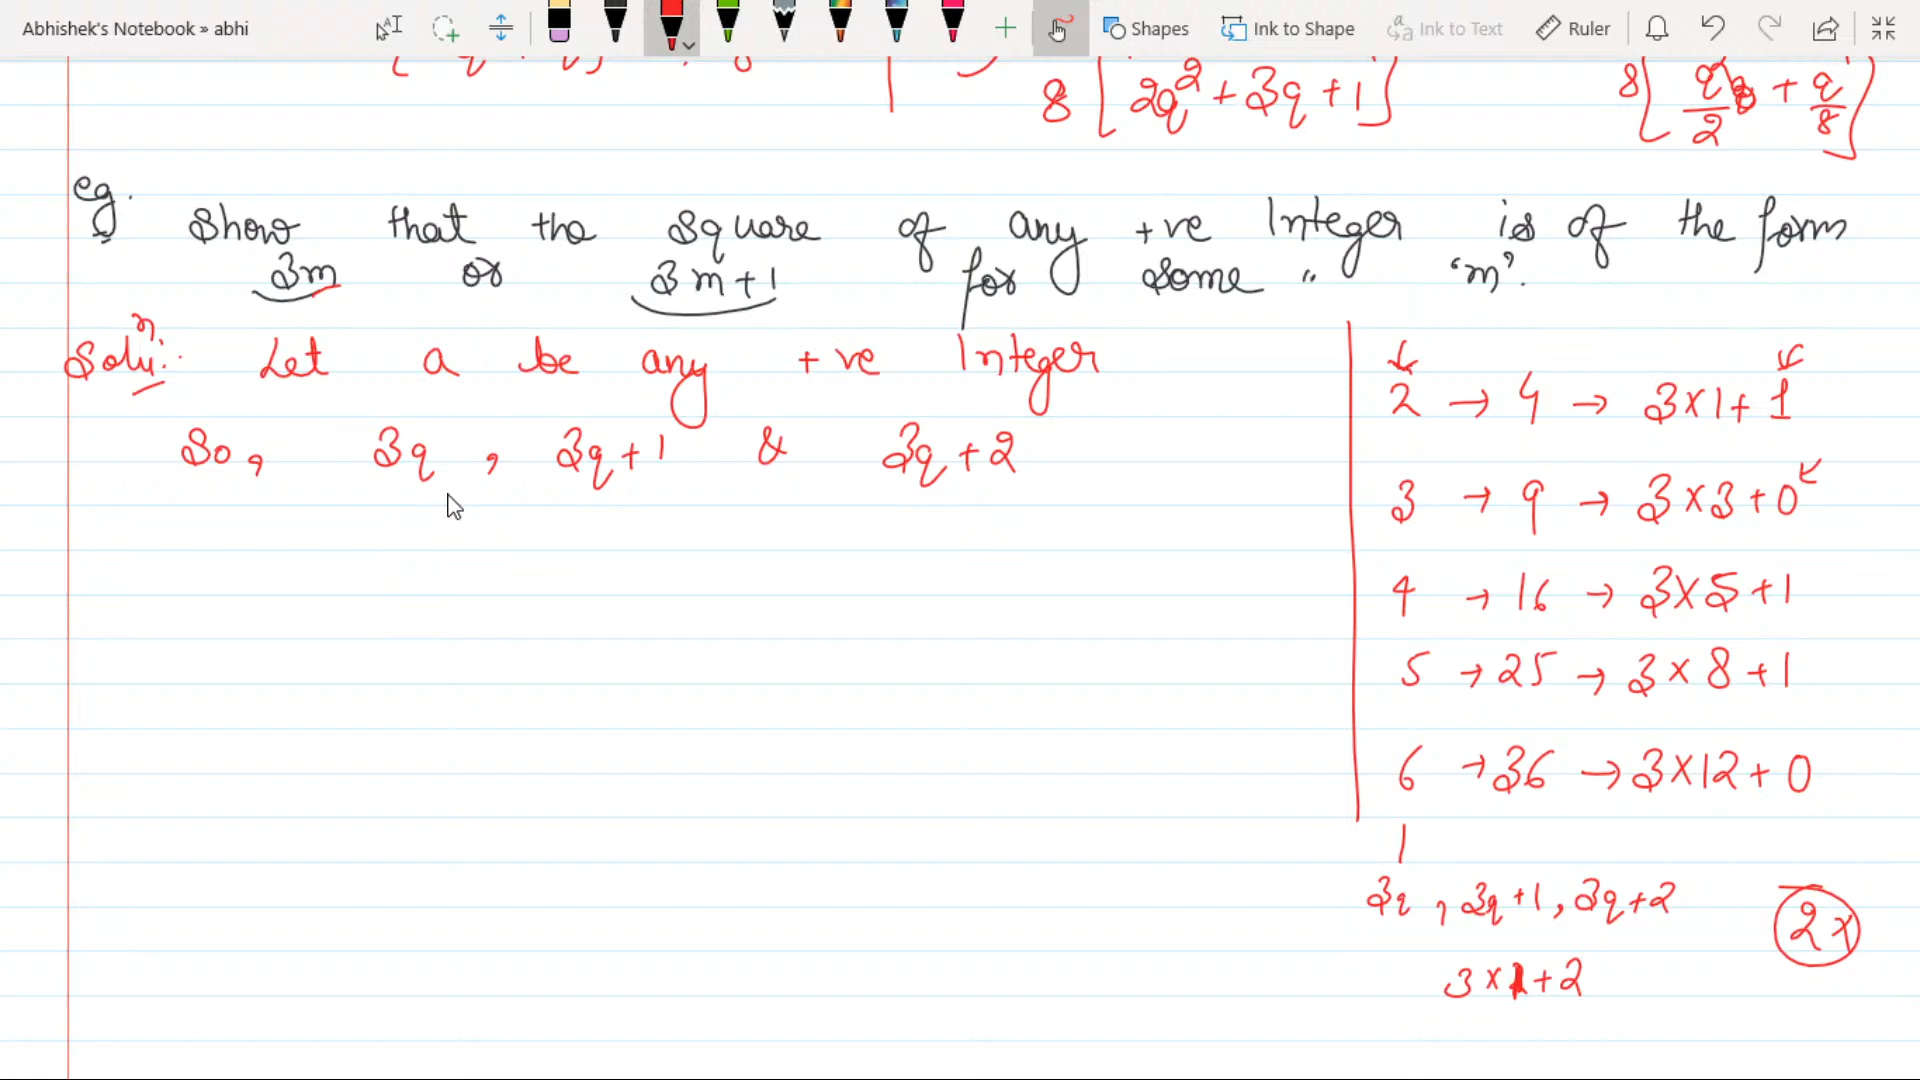 Abhishek's Notebook » abhi
Shapes
Ink to Shape
Ink to Text
Ruler
8 [2q² + 3q + 1]
eg.
Show that the square of any +ve Integer is of the form
3m or 3m+1 for some " 'm'.
Solⁿ:. Let a be any +ve Integer
So, 3q , 3q+1 & 3q+2
2 → 4 → 3×1+1
3 → 9 → 3×3+0
4 → 16 → 3×5+1
5 → 25 → 3×8+1
6 → 36 → 3×12+0
3q , 3q+1, 3q+2
3×1+2